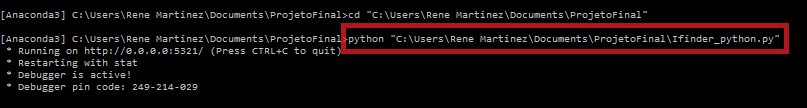 [Anaconda3] C:\Users\Rene Martinez\Documents\ProjetoFinal>cd "C:\Users\Rene Martinez\Documents\ProjetoFinal"
[Anaconda3] C:\Users\Rene Martinez\Documents\ProjetoFinal>python "C:\Users\Rene Martinez\Documents\ProjetoFinal\Ifinder_python.py"
* Running on http://0.0.0.0:5321/ (Press CTRL+C to quit)
* Restarting with stat
* Debugger is active!
* Debugger pin code: 249-214-029